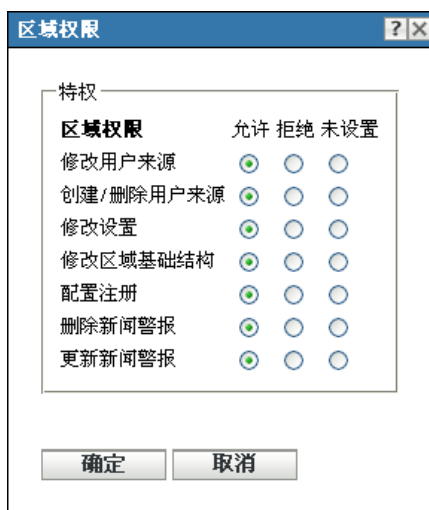 区域权限
特权
区域权限 允许 拒绝 未设置
修改用户来源
创建/删除用户来源
修改设置
修改区域基础结构
配置注册
删除新闻警报
更新新闻警报
确定 取消